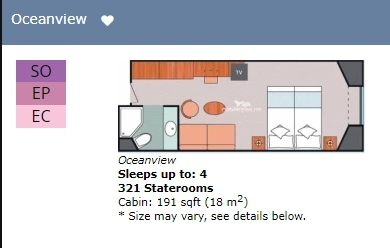 Oceanview
SO
EP
EC
TV
Oceanview
Sleeps up to: 4
321 Staterooms
Cabin: 191 sqft (18 m2)
* Size may vary, see details below.